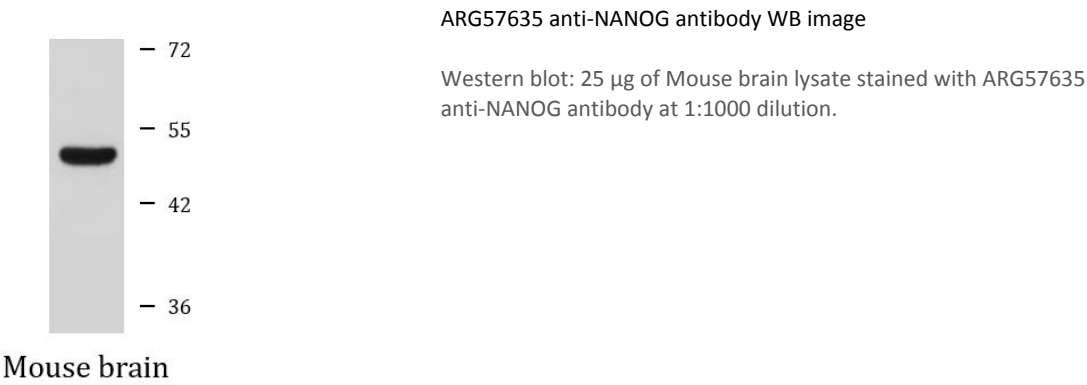 ARG57635 anti-NANOG antibody WB image
Western blot: 25 µg of Mouse brain lysate stained with ARG57635
anti-NANOG antibody at 1:1000 dilution.
72
55
42
36
Mouse brain